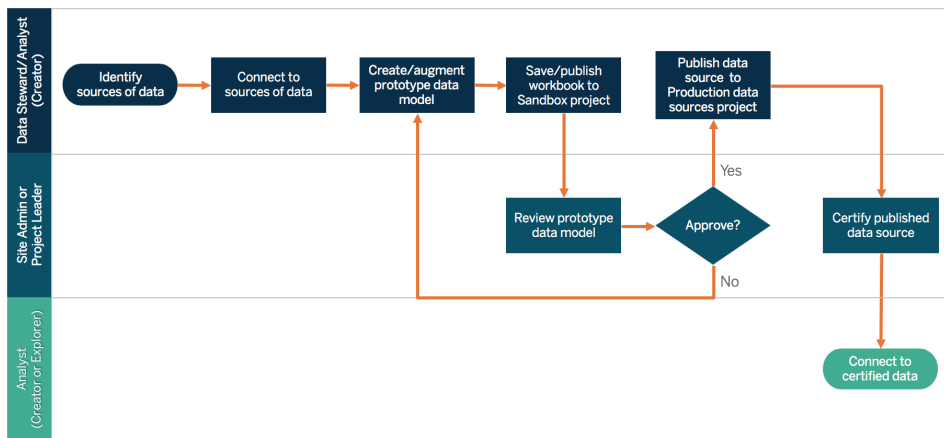 Data Steward/Analyst
(Creator)
Identify
sources of data
Connect to
sources of data
Create/augment
prototype data
model
Save/publish
workbook to
Sandbox project
Publish data
source to
Production data
sources project
Yes
Site Admin or
Project Leader
Review prototype
data model
Approve?
Certify published
data source
No
Analyst
(Creator or Explorer)
Connect to
certified data